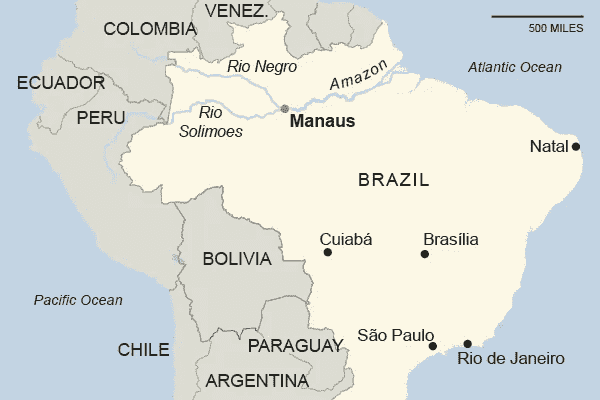 VENEZ.
COLOMBIA
500 MILES
Rio Negro
Amazon
Atlantic Ocean
ECUADOR
PERU
Rio
Solimoes
Manaus
Natal
BRAZIL
Cuiabá
Brasília
BOLIVIA
Pacific Ocean
São Paulo
CHILE
PARAGUAY
Rio de Janeiro
ARGENTINA